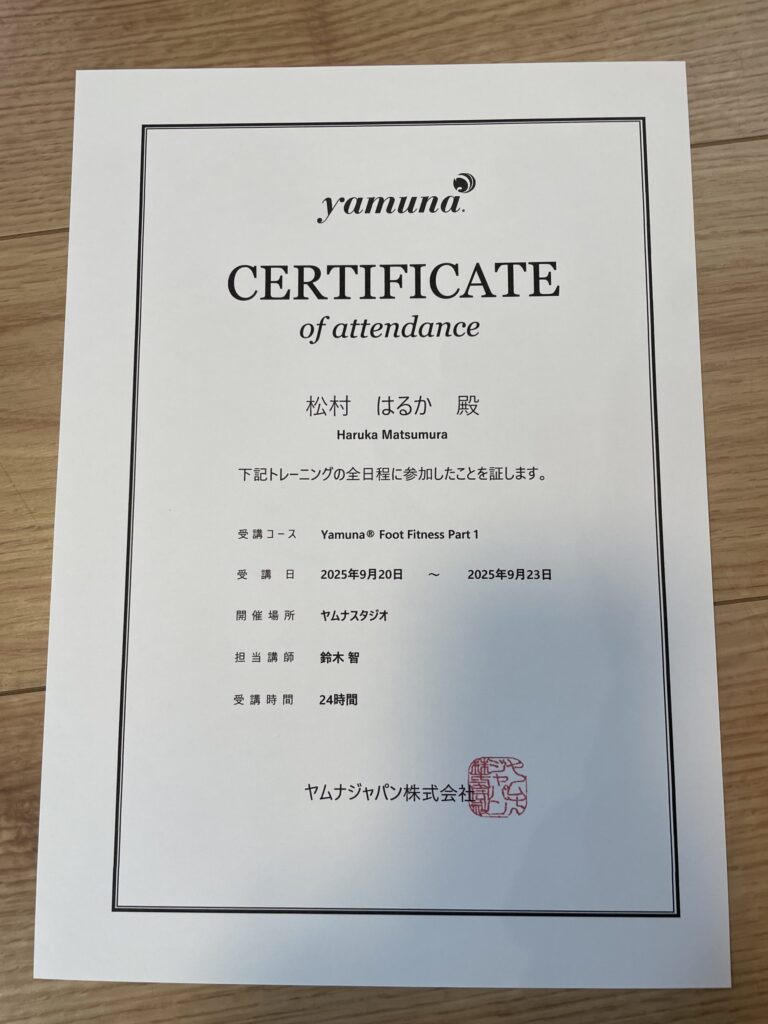 yamuna.
CERTIFICATE
of attendance
松村 はるか 殿
Haruka Matsumura
下記トレーニングの全日程に参加したことを証します。
受講コース Yamuna® Foot Fitness Part 1
受講日 2025年9月20日 ～ 2025年9月23日
開催場所 ヤムナスタジオ
担当講師 鈴木 智
受講時間 24時間
ヤムナジャパン株式会社